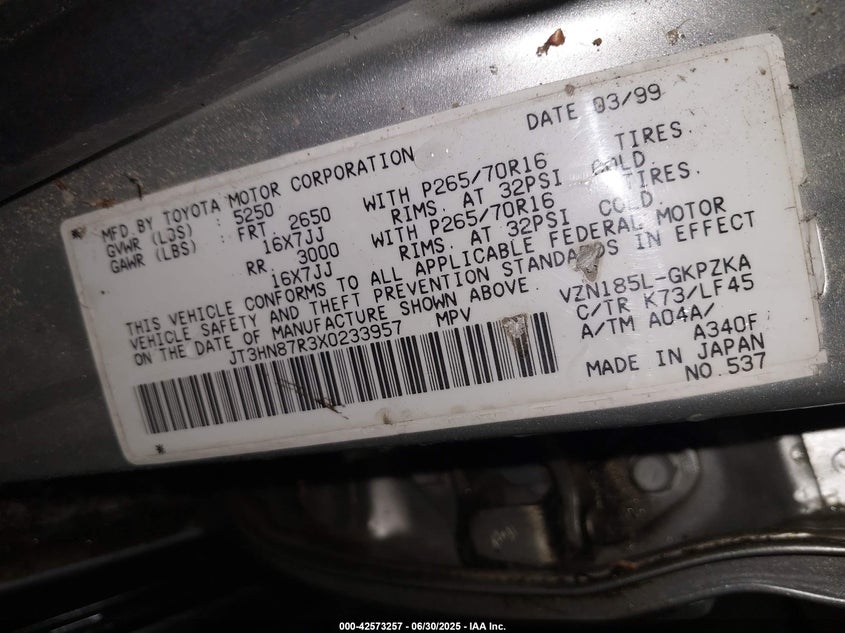 DATE 03/99
MFD.BY TOYOTA MOTOR CORPORATION
GVWR (LBS) : 5250
GAWR (LBS) FRT. 2650 WITH P265/70R16 TIRES.
16X7JJ RIMS. AT 32PSI COLD.
RR. 3000 WITH P265/70R16 TIRES.
16X7JJ RIMS. AT 32PSI COLD.
THIS VEHICLE CONFORMS TO ALL APPLICABLE FEDERAL MOTOR
VEHICLE SAFETY AND THEFT PREVENTION STANDARDS IN EFFECT
ON THE DATE OF MANUFACTURE SHOWN ABOVE.
JT3HN87R3X0233957 MPV
VZN185L-GKPZKA
C/TR K73/LF45
A/TM A04A/
A340F
MADE IN JAPAN
NO.537
000-42573257 - 06/30/2025 - IAA Inc.